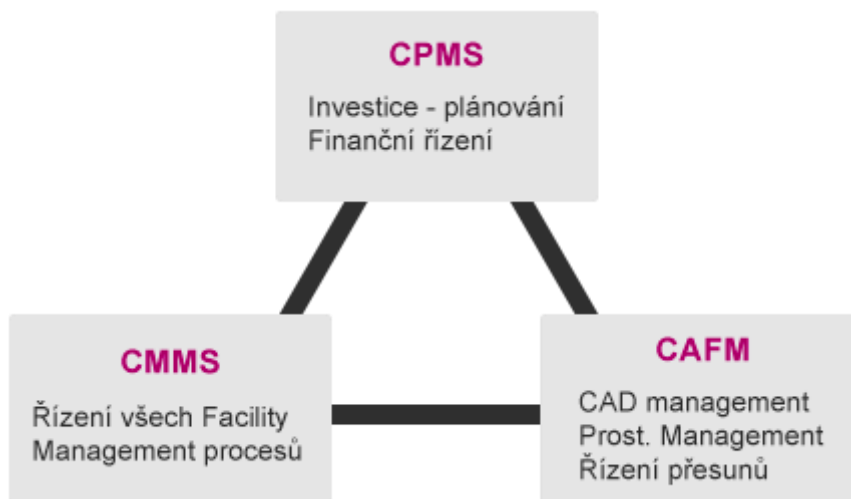 CPMS
Investice - plánování
Finanční řízení
CMMS
Řízení všech Facility
Management procesů
CAFM
CAD management
Prost. Management
Řízení přesunů